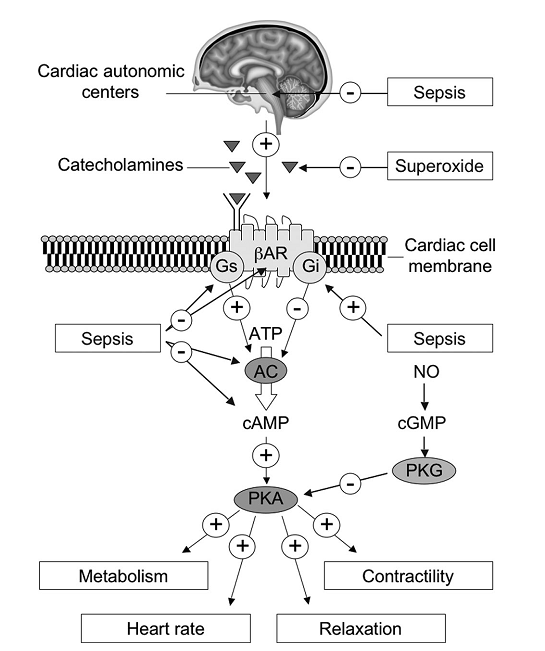 Cardiac autonomic
centers
-
Sepsis
+
Catecholamines
-
Superoxide
βAR
Gs
Gi
Cardiac cell
membrane
Sepsis
-
-
+
-
+
Sepsis
ATP
AC
cAMP
NO
cGMP
PKG
+
-
PKA
+
+
+
+
Metabolism
Contractility
Heart rate
Relaxation